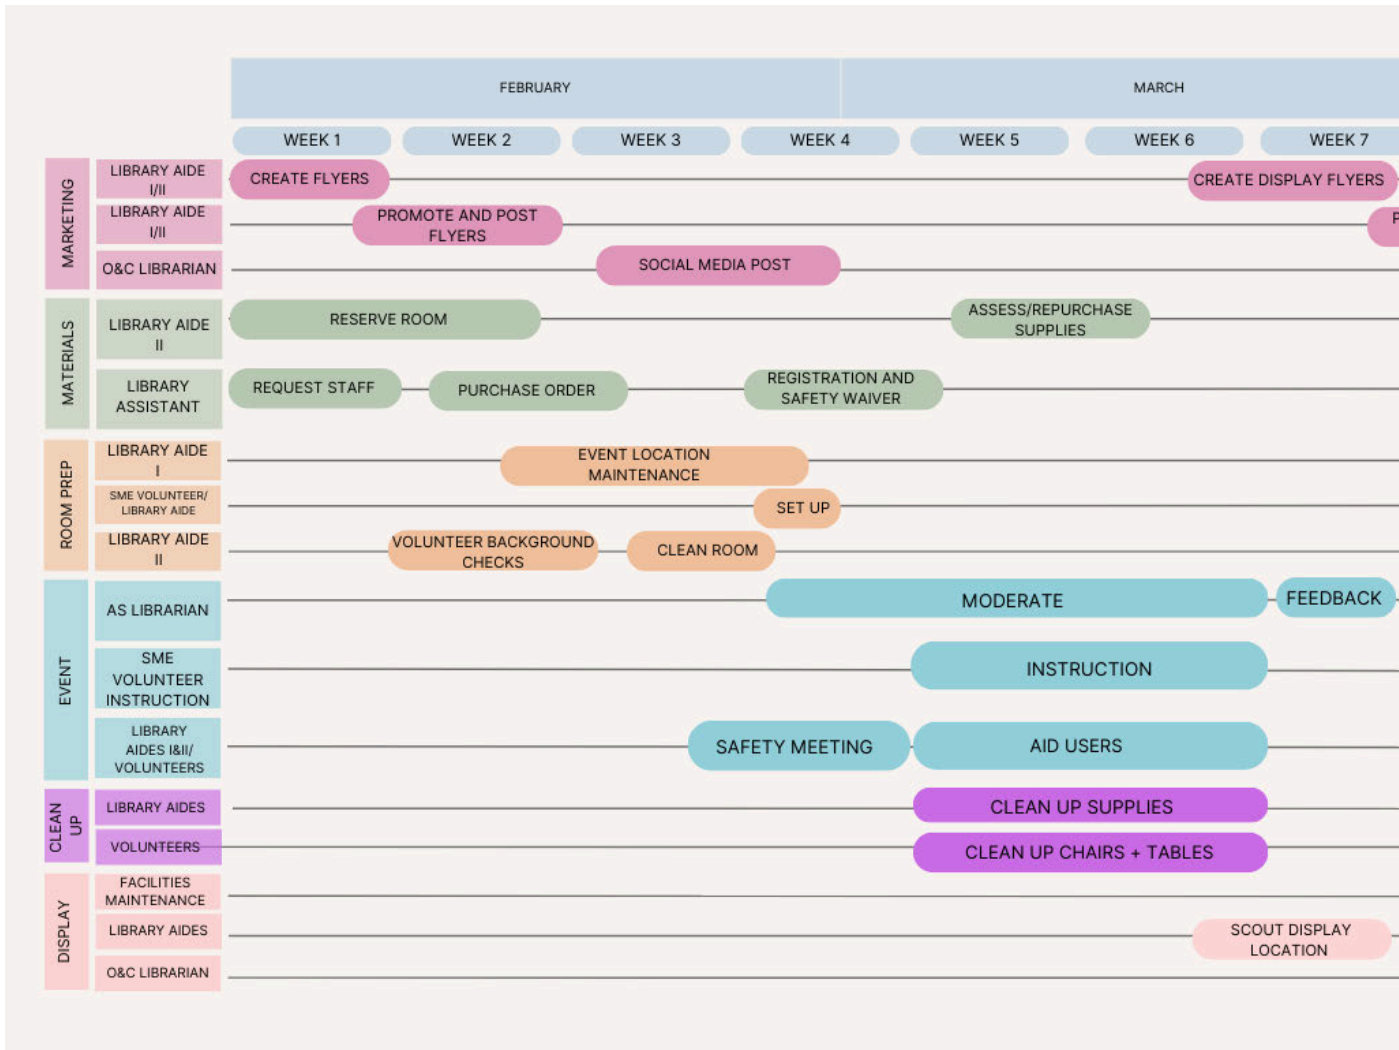 FEBRUARY
MARCH
WEEK 1
WEEK 2
WEEK 3
WEEK 4
WEEK 5
WEEK 6
WEEK 7
MARKETING
LIBRARY AIDE
I/II
CREATE FLYERS
CREATE DISPLAY FLYERS
LIBRARY AIDE
I/II
PROMOTE AND POST
FLYERS
P
O&C LIBRARIAN
SOCIAL MEDIA POST
MATERIALS
LIBRARY AIDE
II
RESERVE ROOM
ASSESS/REPURCHASE
SUPPLIES
LIBRARY
ASSISTANT
REQUEST STAFF
PURCHASE ORDER
REGISTRATION AND
SAFETY WAIVER
ROOM PREP
LIBRARY AIDE
I
EVENT LOCATION
MAINTENANCE
SME VOLUNTEER/
LIBRARY AIDE
SET UP
LIBRARY AIDE
II
VOLUNTEER BACKGROUND
CHECKS
CLEAN ROOM
EVENT
AS LIBRARIAN
MODERATE
FEEDBACK
SME
VOLUNTEER
INSTRUCTION
INSTRUCTION
LIBRARY
AIDES I&II/
VOLUNTEERS
SAFETY MEETING
AID USERS
CLEAN
UP
LIBRARY AIDES
CLEAN UP SUPPLIES
VOLUNTEERS
CLEAN UP CHAIRS + TABLES
DISPLAY
FACILITIES
MAINTENANCE
LIBRARY AIDES
SCOUT DISPLAY
LOCATION
O&C LIBRARIAN